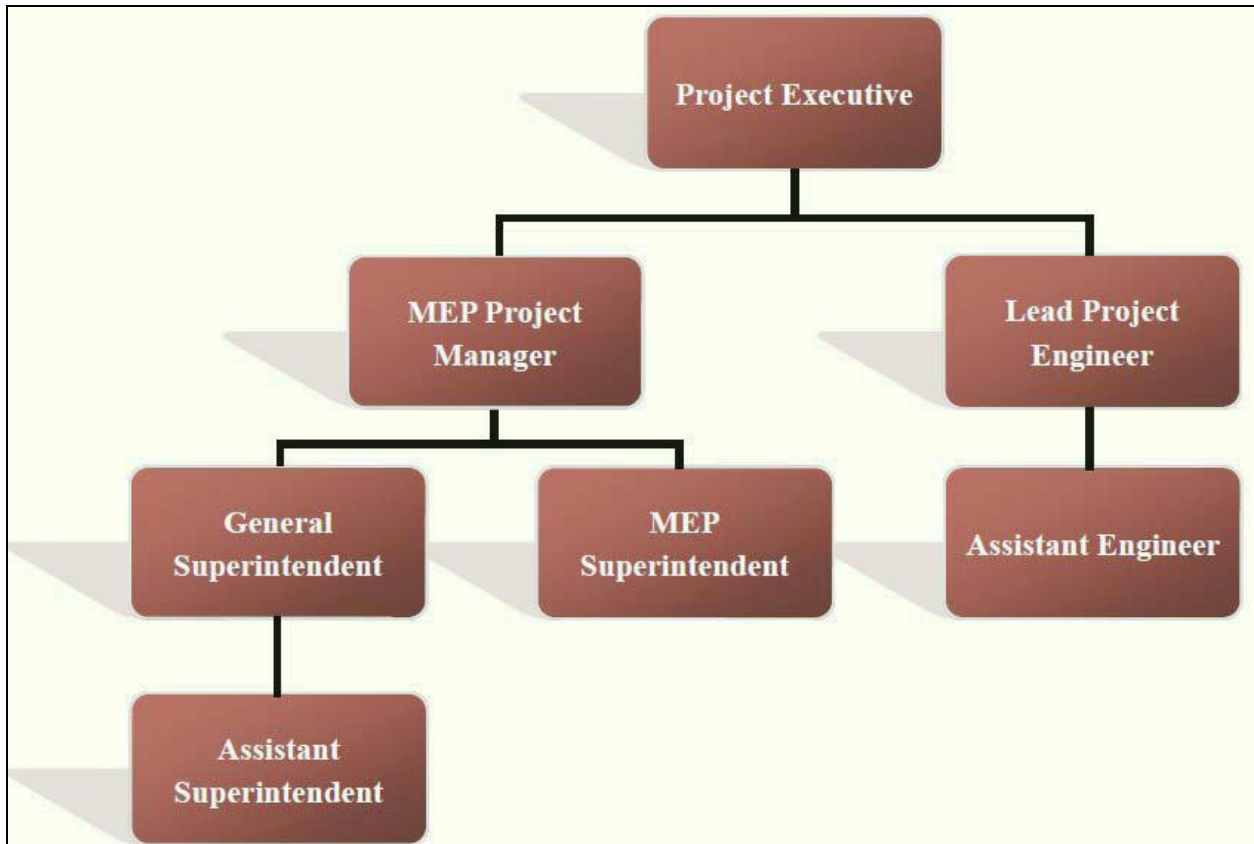 Project Executive
MEP Project
Manager
Lead Project
Engineer
General
Superintendent
MEP
Superintendent
Assistant Engineer
Assistant
Superintendent